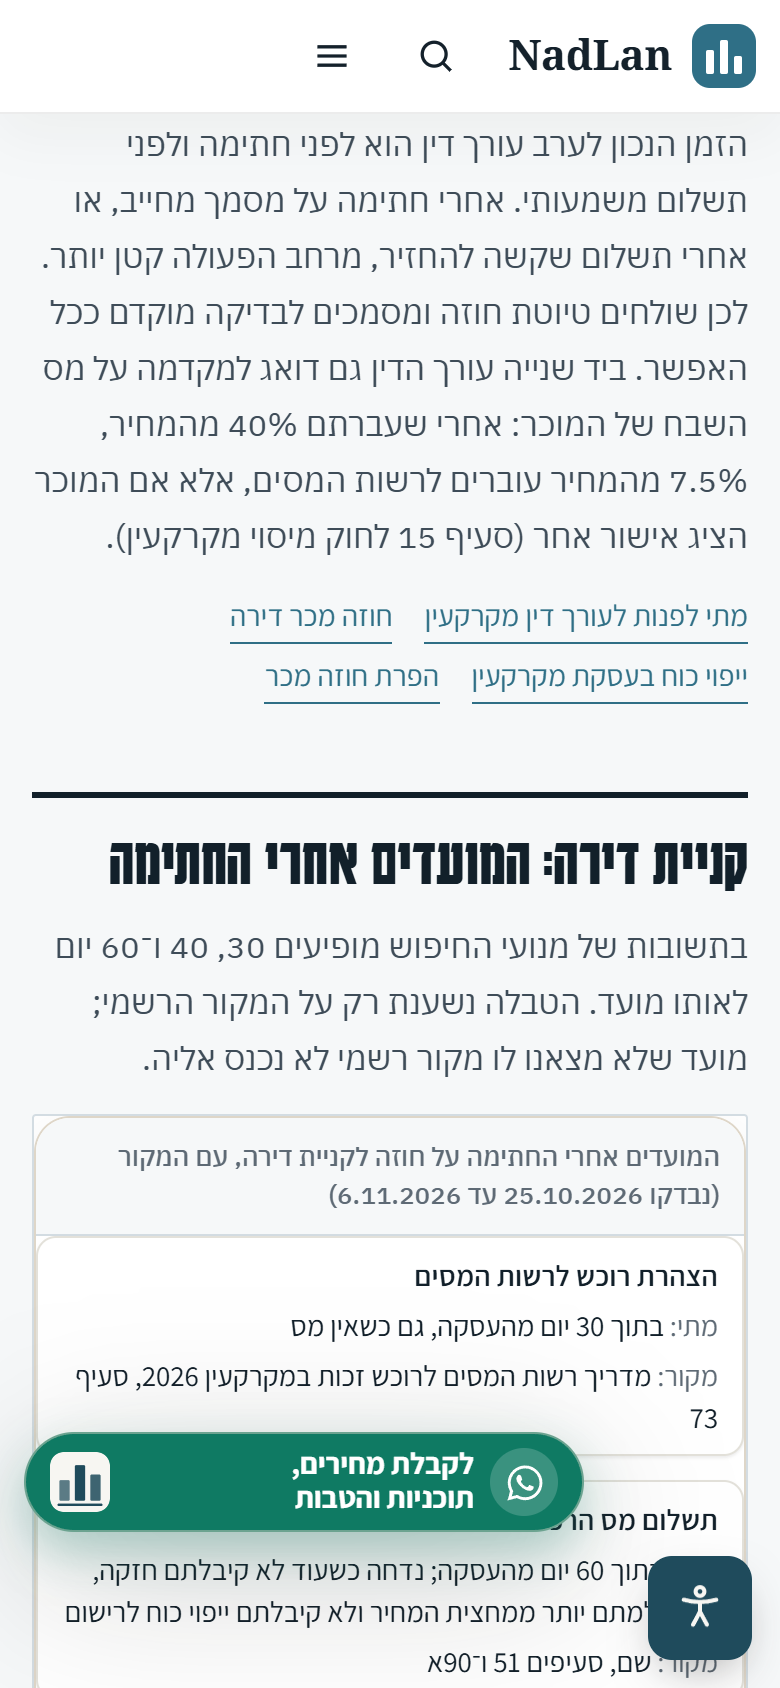 NadLan
הזמן הנכון לערב עורך דין הוא לפני חתימה ולפני
תשלום משמעותי. אחרי חתימה על מסמך מחייב, או
אחרי תשלום שקשה להחזיר, מרחב הפעולה קטן יותר.
לכן שולחים טיוטת חוזה ומסמכים לבדיקה מוקדם ככל
האפשר. ביד שנייה עורך הדין גם דואג למקדמה על מס
השבח של המוכר: אחרי שעברתם 40% מהמחיר,
7.5% מהמחיר עוברים לרשות המסים, אלא אם המוכר
הציג אישור אחר (סעיף 15 לחוק מיסוי מקרקעין).
מתי לפנות לעורך דין מקרקעין חוזה מכר דירה
ייפוי כוח בעסקת מקרקעין הפרת חוזה מכר
קניית דירה: המועדים אחרי החתימה
בתשובות של מנועי החיפוש מופיעים 30, 40 ו־60 יום
לאותו מועד. הטבלה נשענת רק על המקור הרשמי;
מועד שלא מצאנו לו מקור רשמי לא נכנס אליה.
המועדים אחרי החתימה על חוזה לקניית דירה, עם המקור
(נבדקו 25.10.2026 עד 6.11.2026)
הצהרת רוכש לרשות המסים
מתי: בתוך 30 יום מהעסקה, גם כשאין מס
מקור: מדריך רשות המסים לרוכש זכות במקרקעין 2026, סעיף
73
לקבלת מחירים,
תוכניות והטבות
תשלום מס
תוך 60 יום מהעסקה; נדחה כשעוד לא קיבלתם חזקה,
יותר ממחצית המחיר ולא קיבלתם ייפוי כוח לרישום
מקור: שם, סעיפים 51 ו־90א